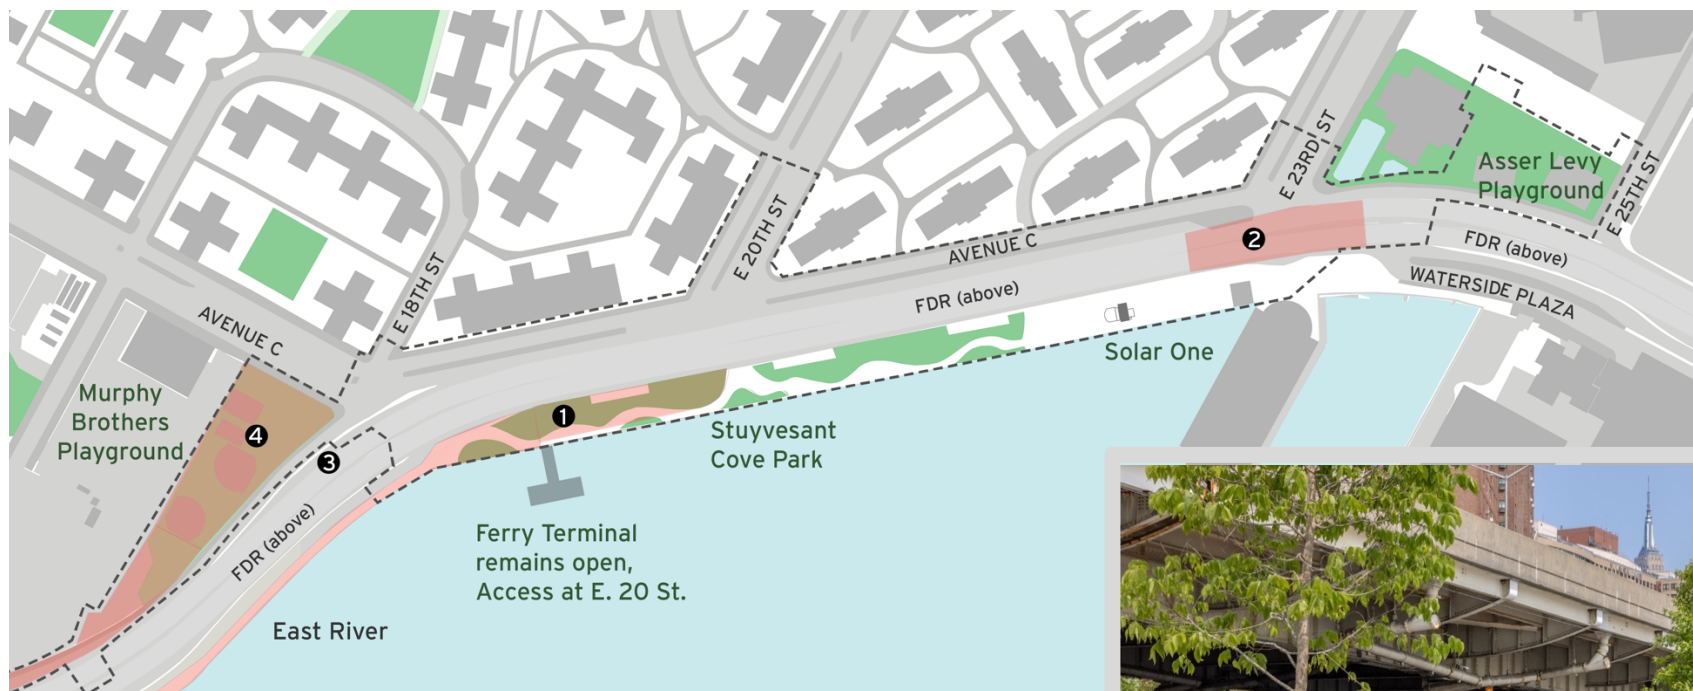 E 23RD ST
Asser Levy
Playground
E 25TH ST
E 20TH ST
2
AVENUE C
FDR (above)
FDR (above)
WATERSIDE PLAZA
E 18TH ST
AVENUE C
Solar One
Murphy
Brothers
Playground
1
4
3
Stuyvesant
Cove Park
FDR (above)
Ferry Terminal
remains open,
Access at E. 20 St.
East River